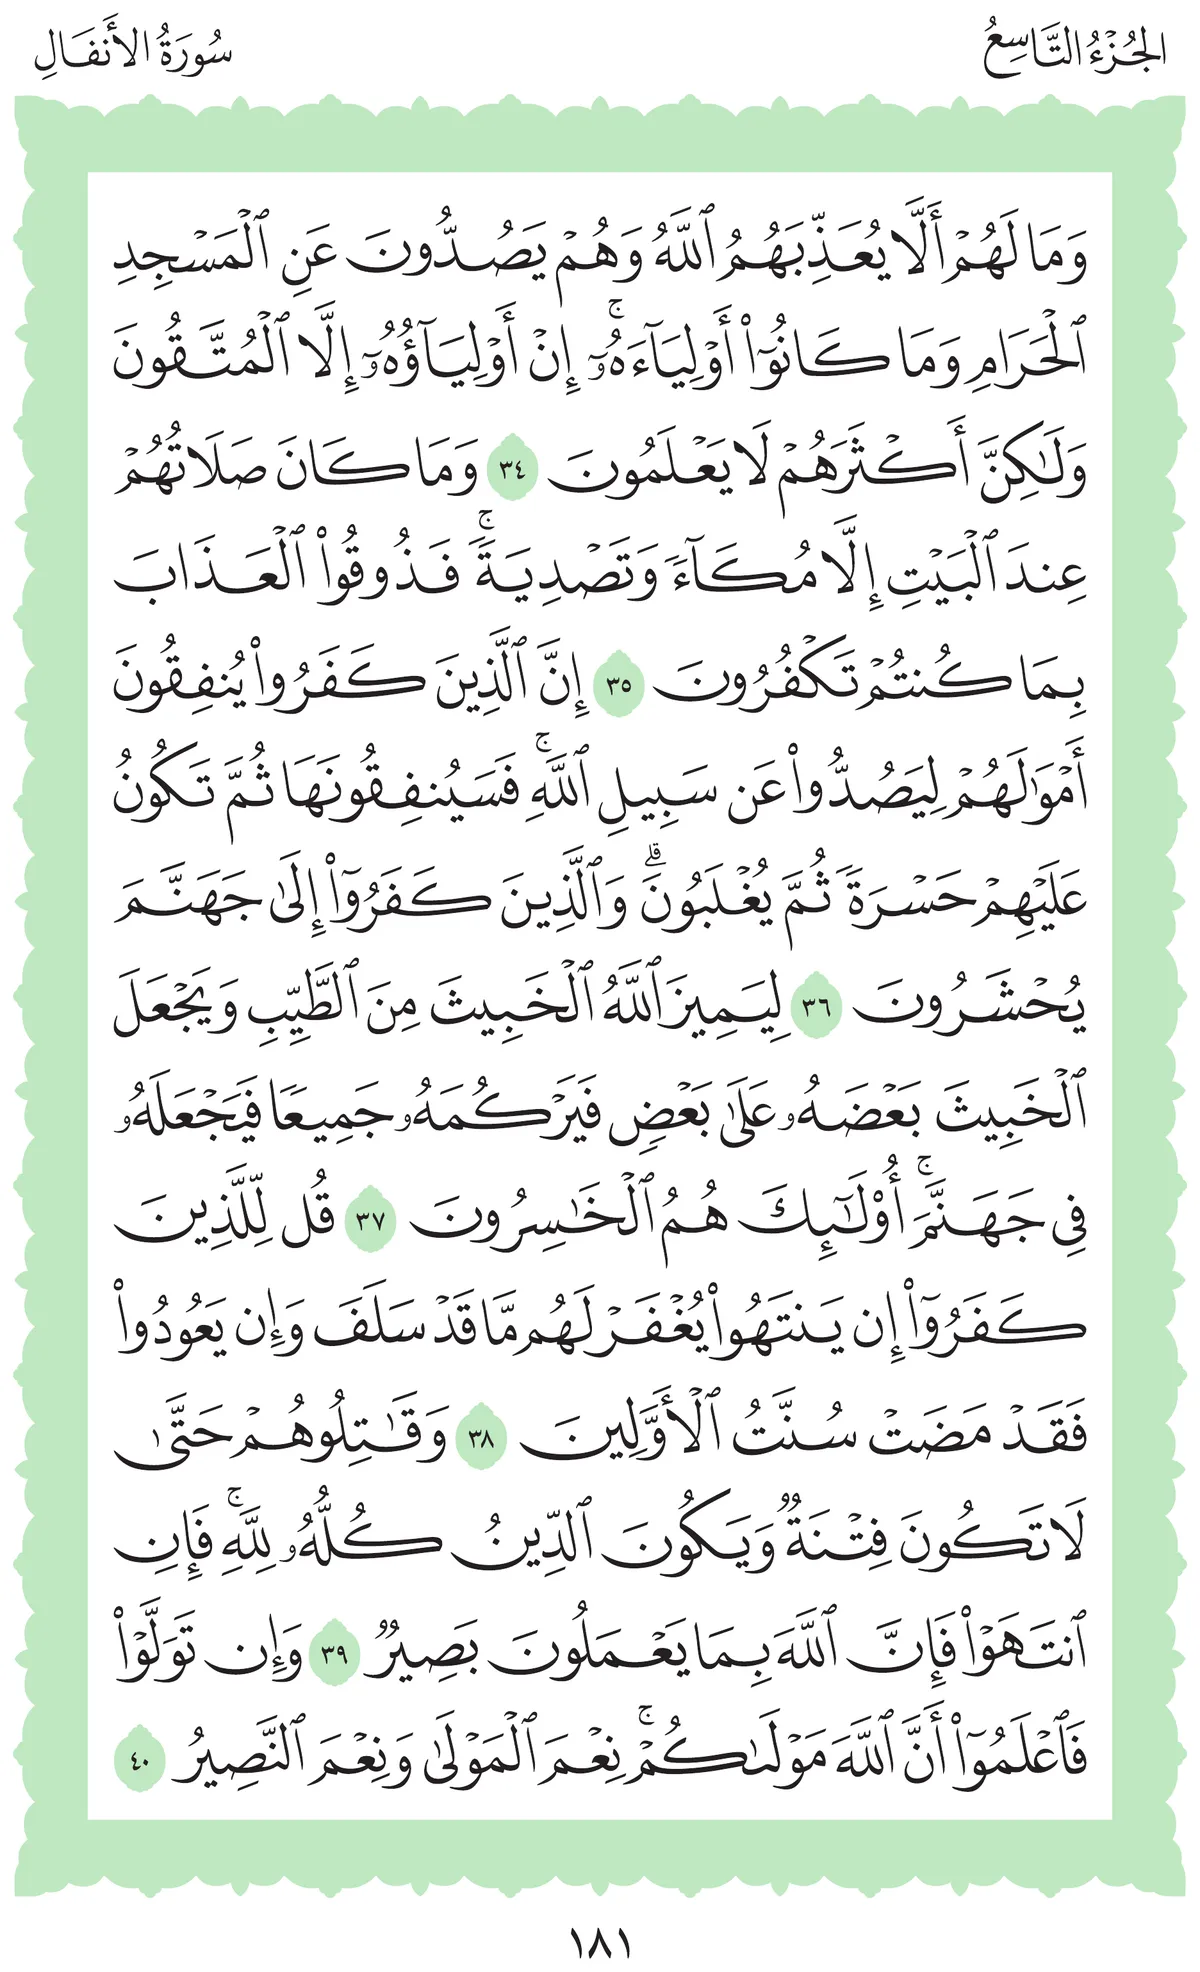 الجُزْءُ التَّاسِعُ
سُورَةُ الأَنفَالِ
وَمَا لَهُمْ أَلَّا يُعَذِّبَهُمُ ٱللَّهُ وَهُمْ يَصُدُّونَ عَنِ ٱلْمَسْجِدِ
ٱلْحَرَامِ وَمَا كَانُوٓا۟ أَوْلِيَآءَهُۥٓ ۚ إِنْ أَوْلِيَآؤُهُۥٓ إِلَّا ٱلْمُتَّقُونَ
وَلَـٰكِنَّ أَكْثَرَهُمْ لَا يَعْلَمُونَ ٣٤ وَمَا كَانَ صَلَاتُهُمْ
عِندَ ٱلْبَيْتِ إِلَّا مُكَآءً وَتَصْدِيَةً ۚ فَذُوقُوا۟ ٱلْعَذَابَ
بِمَا كُنتُمْ تَكْفُرُونَ ٣٥ إِنَّ ٱلَّذِينَ كَفَرُوا۟ يُنفِقُونَ
أَمْوَٰلَهُمْ لِيَصُدُّوا۟ عَن سَبِيلِ ٱللَّهِ ۚ فَسَيُنفِقُونَهَا ثُمَّ تَكُونُ
عَلَيْهِمْ حَسْرَةً ثُمَّ يُغْلَبُونَ ۗ وَٱلَّذِينَ كَفَرُوٓا۟ إِلَىٰ جَهَنَّمَ
يُحْشَرُونَ ٣٦ لِيَمِيزَ ٱللَّهُ ٱلْخَبِيثَ مِنَ ٱلطَّيِّبِ وَيَجْعَلَ
ٱلْخَبِيثَ بَعْضَهُۥ عَلَىٰ بَعْضٍ فَيَرْكُمَهُۥ جَمِيعًا فَيَجْعَلَهُۥ
فِى جَهَنَّمَ ۚ أُو۟لَـٰٓئِكَ هُمُ ٱلْخَـٰسِرُونَ ٣٧ قُل لِّلَّذِينَ
كَفَرُوٓا۟ إِن يَنتَهُوا۟ يُغْفَرْ لَهُم مَّا قَدْ سَلَفَ وَإِن يَعُودُوا۟
فَقَدْ مَضَتْ سُنَّتُ ٱلْأَوَّلِينَ ٣٨ وَقَـٰتِلُوهُمْ حَتَّىٰ
لَا تَكُونَ فِتْنَةٌ وَيَكُونَ ٱلدِّينُ كُلُّهُۥ لِلَّهِ ۚ فَإِنِ
ٱنتَهَوْا۟ فَإِنَّ ٱللَّهَ بِمَا يَعْمَلُونَ بَصِيرٌ ٣٩ وَإِن تَوَلَّوْا۟
فَٱعْلَمُوٓا۟ أَنَّ ٱللَّهَ مَوْلَىٰكُمْ ۚ نِعْمَ ٱلْمَوْلَىٰ وَنِعْمَ ٱلنَّصِيرُ ٤٠
١٨١